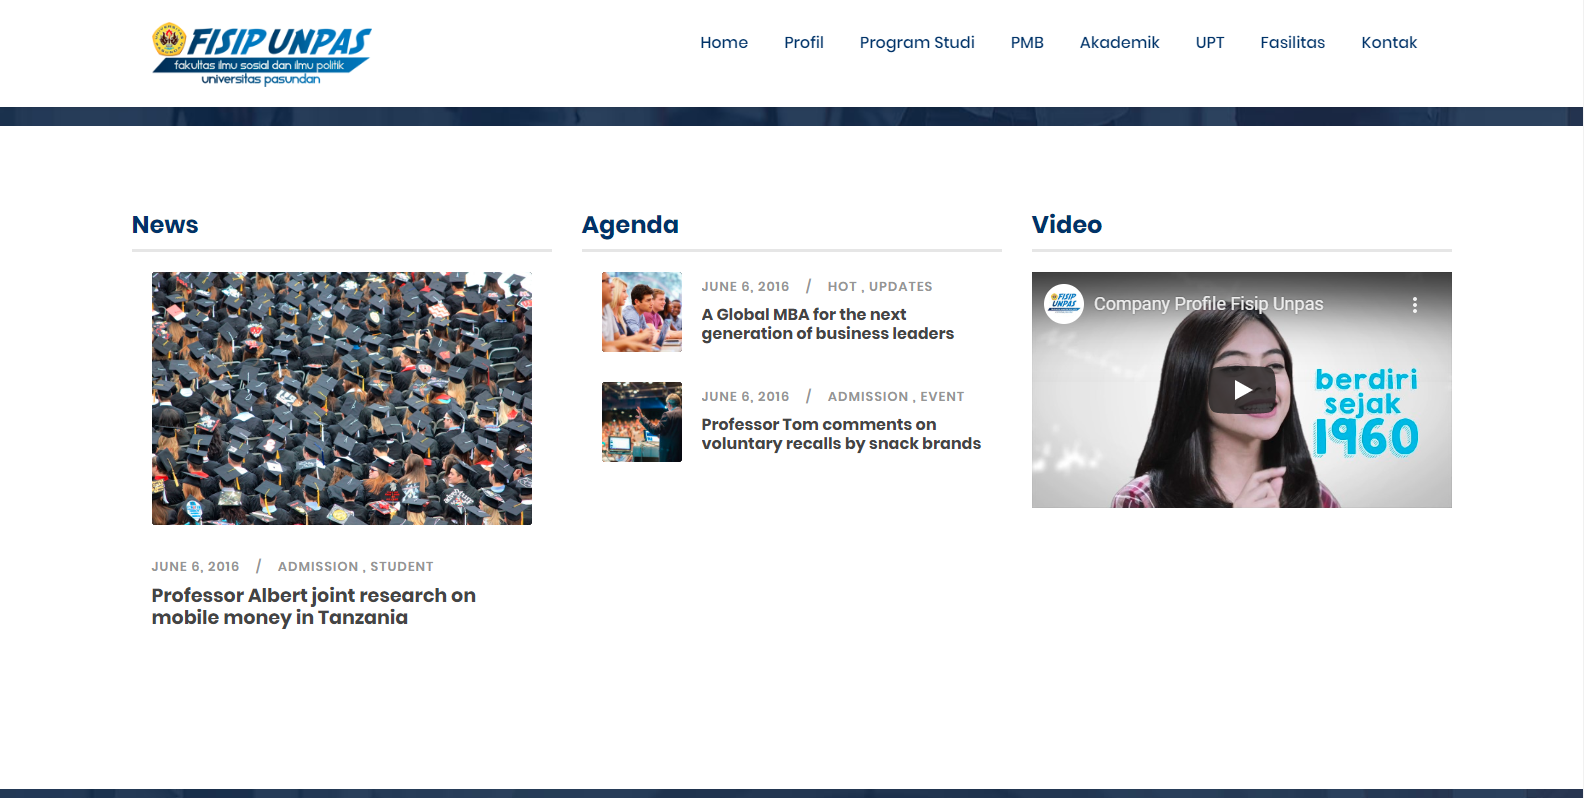 FISIP UNPAS
fakultas ilmu sosial dan ilmu politik
universitas pasundan
Home
Profil
Program Studi
PMB
Akademik
UPT
Fasilitas
Kontak
News
JUNE 6, 2016 / ADMISSION , STUDENT
Professor Albert joint research on
mobile money in Tanzania
Agenda
JUNE 6, 2016 / HOT , UPDATES
A Global MBA for the next
generation of business leaders
JUNE 6, 2016 / ADMISSION , EVENT
Professor Tom comments on
voluntary recalls by snack brands
Video
FISIP
UNPAS
Company Profile Fisip Unpas
berdiri
sejak
1960